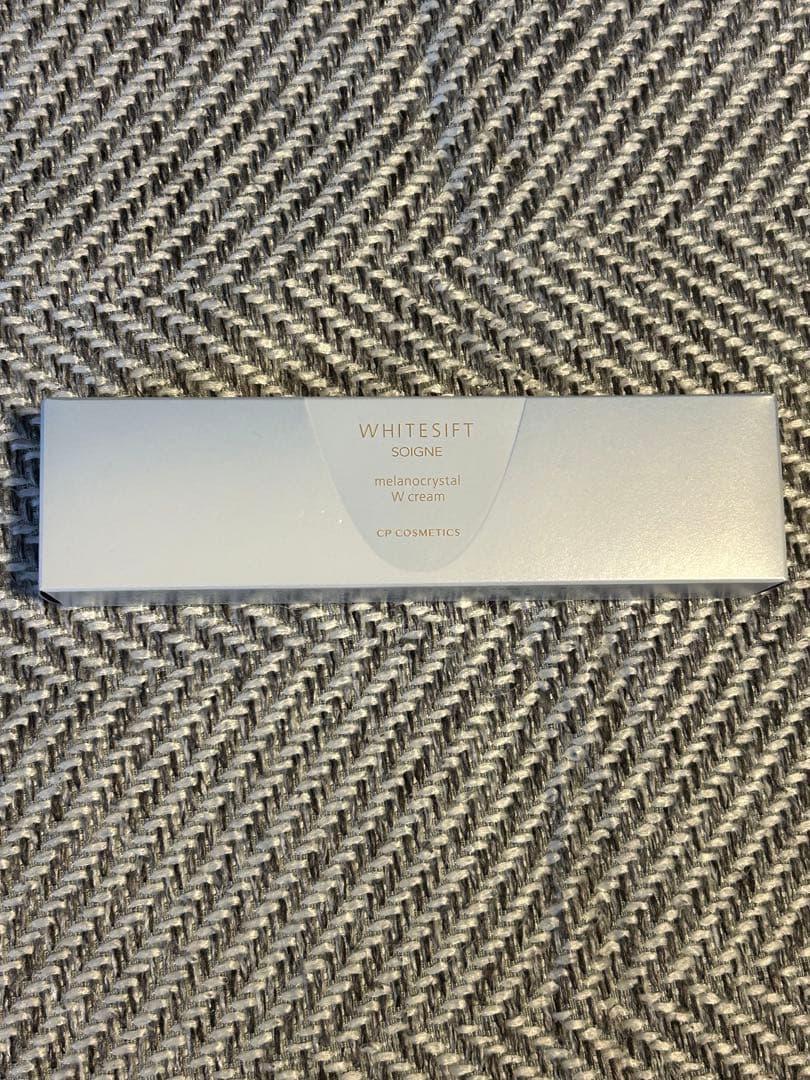 WHITESIFT
SOIGNE
melanocrystal
W cream
CP COSMETICS